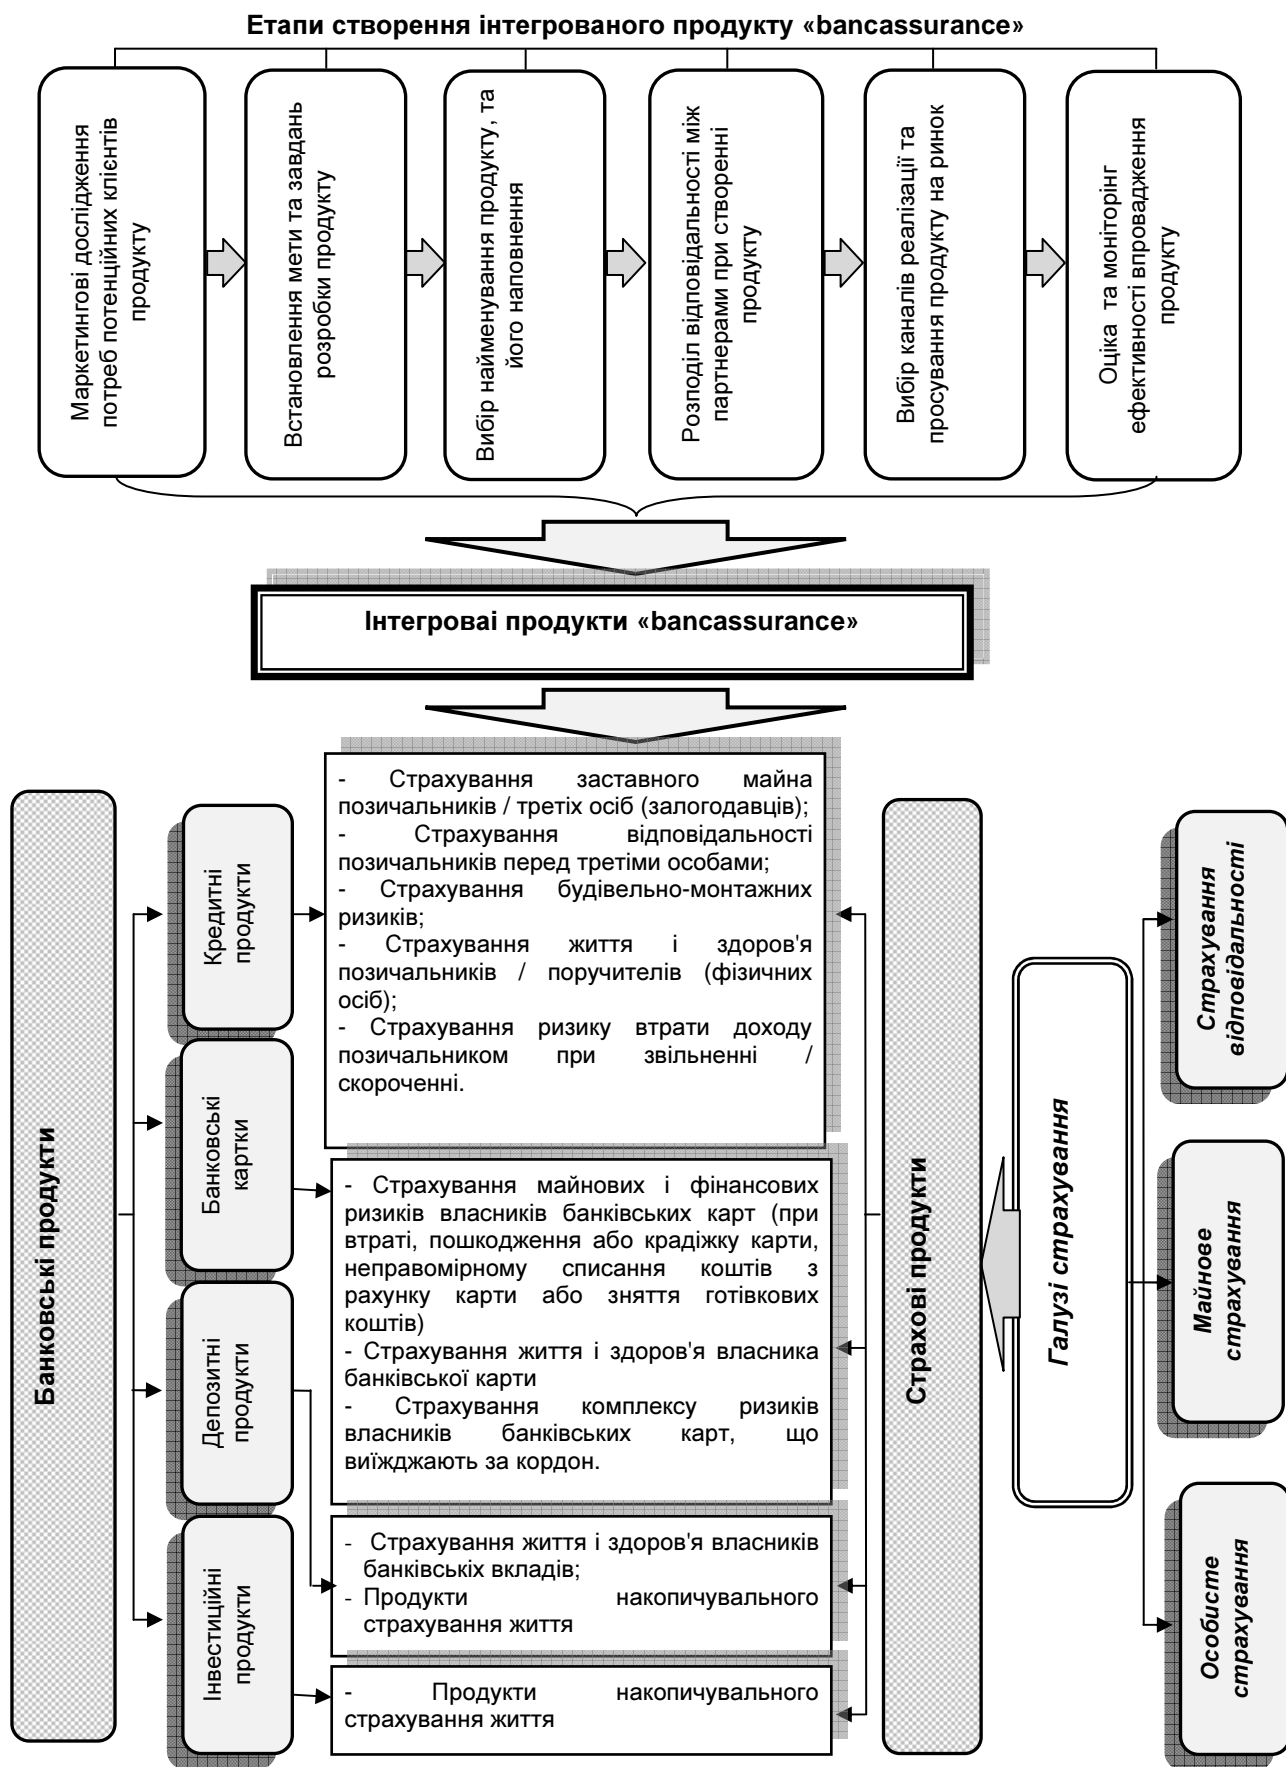 Етапи створення інтегрованого продукту «bancassurance»
Маркетингові дослідження
потреб потенційних клієнтів
продукту
Встановлення мети та завдань
розробки продукту
Вибір найменування продукту, та
його наповнення
Розподіл відповідальності між
партнерами при створенні
продукту
Вибір каналів реалізації та
просування продукту на ринок
Оцінка та моніторінг
ефективності впровадження
продукту
Інтегроваі продукти «bancassurance»
Банковські продукти
Кредитні
продукти
Банковські
картки
Депозитні
продукти
Інвестиційні
продукти
- Страхування заставного майна
позичальників / третіх осіб (залогодавців);
- Страхування відповідальності
позичальників перед третіми особами;
- Страхування будівельно-монтажних
ризиків;
- Страхування життя і здоров'я
позичальників / поручителів (фізичних
осіб);
- Страхування ризику втрати доходу
позичальником при звільненні /
скороченні.
- Страхування майнових і фінансових
ризиків власників банківських карт (при
втраті, пошкодження або крадіжку карти,
неправомірному списання коштів з
рахунку карти або зняття готівкових
коштів)
- Страхування життя і здоров'я власника
банківської карти
- Страхування комплексу ризиків
власників банківських карт, що
виїжджають за кордон.
- Страхування життя і здоров'я власників
банківскіх вкладів;
- Продукти накопичувального
страхування життя
- Продукти накопичувального
страхування життя
Страхові продукти
Галузі страхування
Страхування
відповідальності
Майнове
страхування
Особисте
страхування